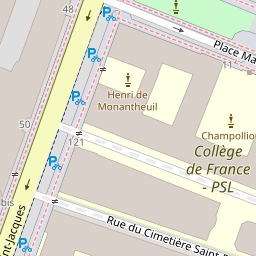 48
Place Ma
11
Henri de
Monantheuil
50
121
Champollion
Collège
de France
- PSL
nt-Jacques
bis
Rue du Cimetière Saint-B